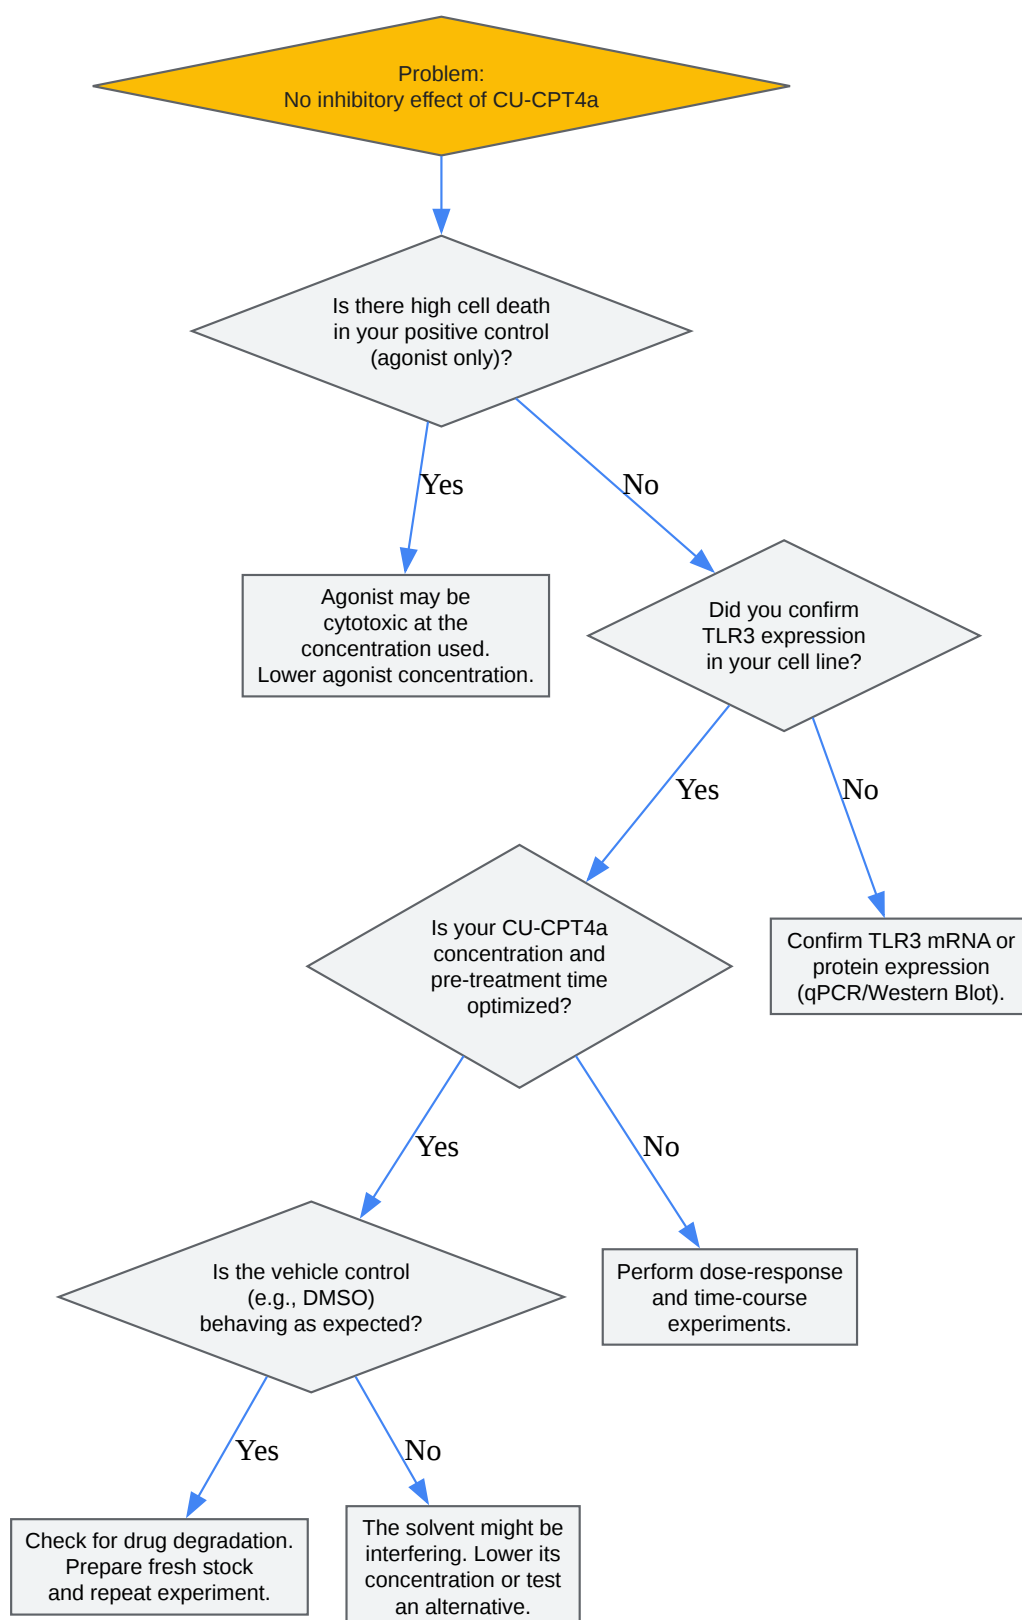 Problem:
No inhibitory effect of CU-CPT4a
Is there high cell death
in your positive control
(agonist only)?
Yes
No
Agonist may be
cytotoxic at the
concentration used.
Lower agonist concentration.
Did you confirm
TLR3 expression
in your cell line?
Yes
No
Is your CU-CPT4a
concentration and
pre-treatment time
optimized?
Confirm TLR3 mRNA or
protein expression
(qPCR/Western Blot).
Yes
No
Is the vehicle control
(e.g., DMSO)
behaving as expected?
Perform dose-response
and time-course
experiments.
Yes
No
Check for drug degradation.
Prepare fresh stock
and repeat experiment.
The solvent might be
interfering. Lower its
concentration or test
an alternative.